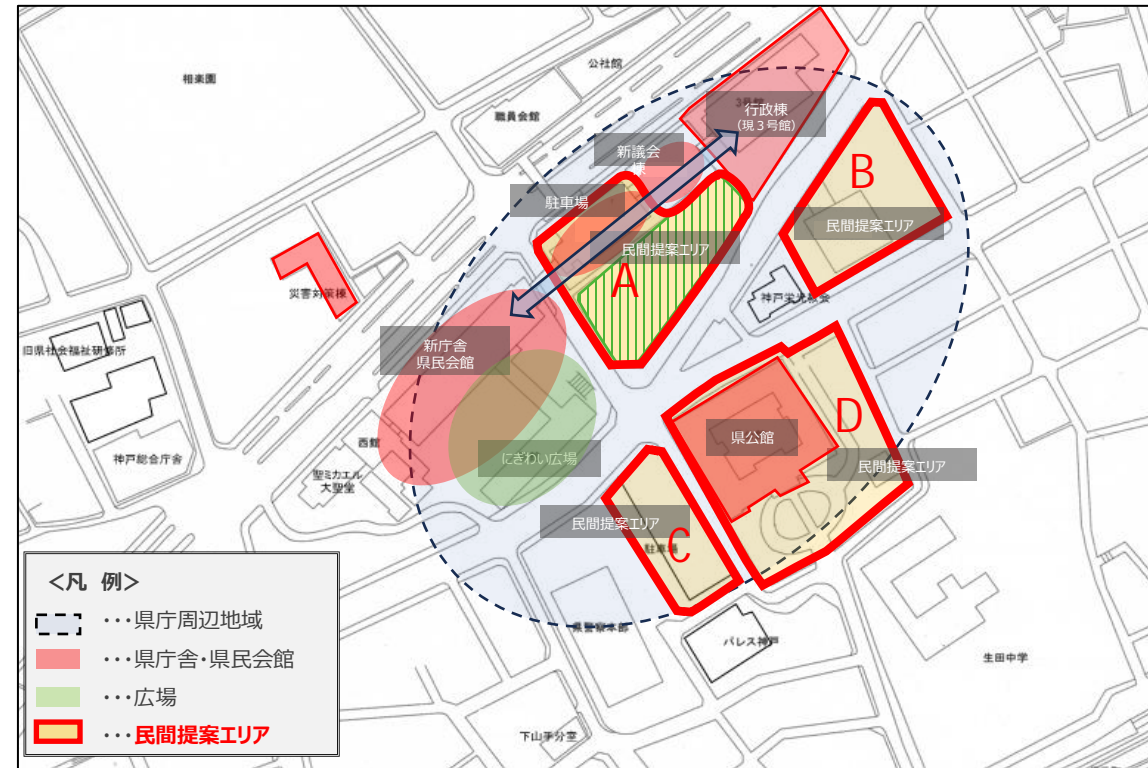 相楽園
公社館
職員会館
3号館
行政棟
(現3号館)
新議会
棟
駐車場
B
民間提案エリア
民間提案エリア
A
災害対策棟
神戸栄光教会
旧県社会福祉研修所
新庁舎
県民会館
西館
にぎわい広場
県公館
D
民間提案エリア
神戸総合庁舎
聖ミカエル
大聖堂
民間提案エリア
駐車場
C
県警察本部
パレス神戸
生田中学
下山手分室
<凡 例>
・・・県庁周辺地域
・・・県庁舎・県民会館
・・・広場
・・・民間提案エリア